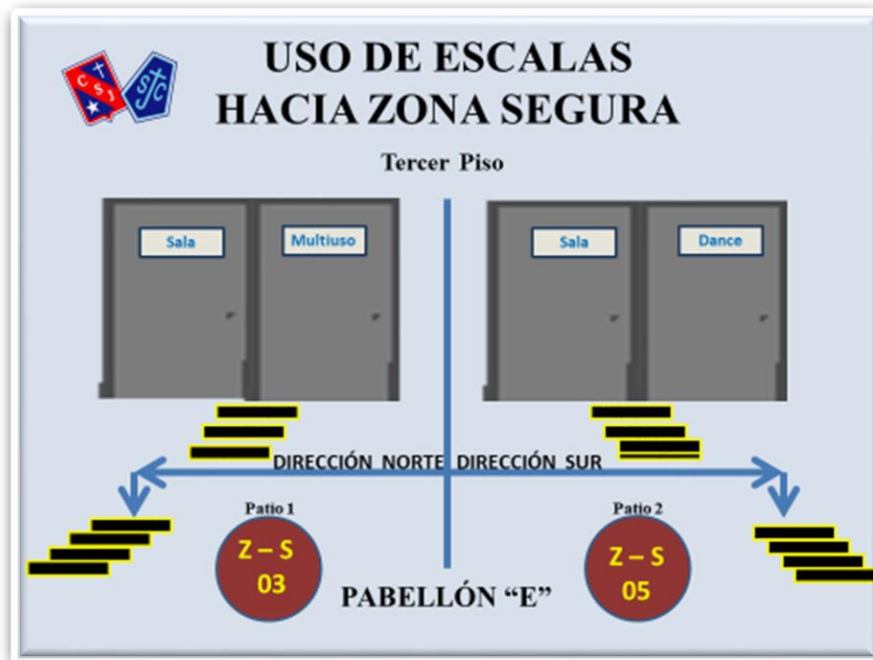 C S J
S J C
USO DE ESCALAS
HACIA ZONA SEGURA
Tercer Piso
Sala
Multiuso
Sala
Dance
DIRECCIÓN NORTE
DIRECCIÓN SUR
Patio 1
Z – S
03
Patio 2
Z – S
05
PABELLÓN “E”